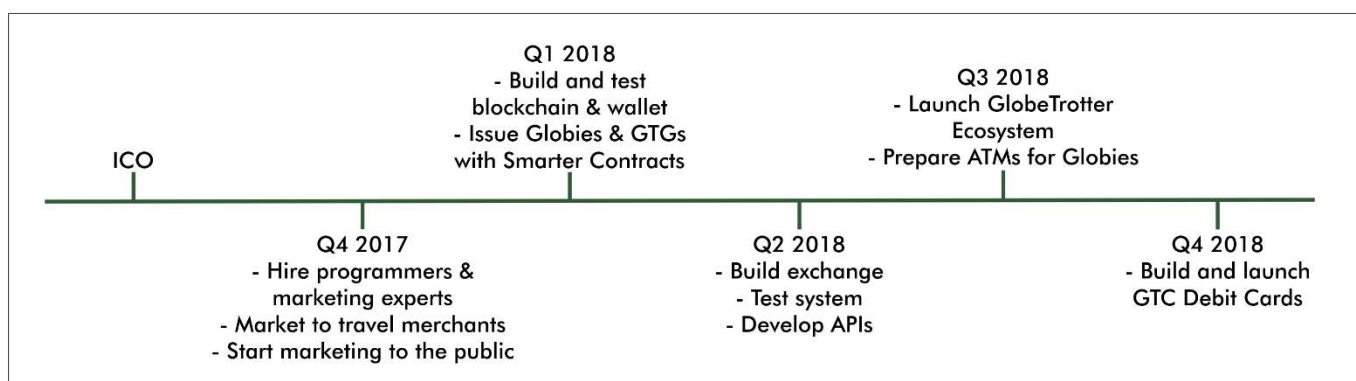 ICO
Q4 2017
- Hire programmers &
marketing experts
- Market to travel merchants
- Start marketing to the public
Q1 2018
- Build and test
blockchain & wallet
- Issue Globies & GTGs
with Smarter Contracts
Q2 2018
- Build exchange
- Test system
- Develop APIs
Q3 2018
- Launch GlobeTrotter
Ecosystem
- Prepare ATMs for Globies
Q4 2018
- Build and launch
GTC Debit Cards